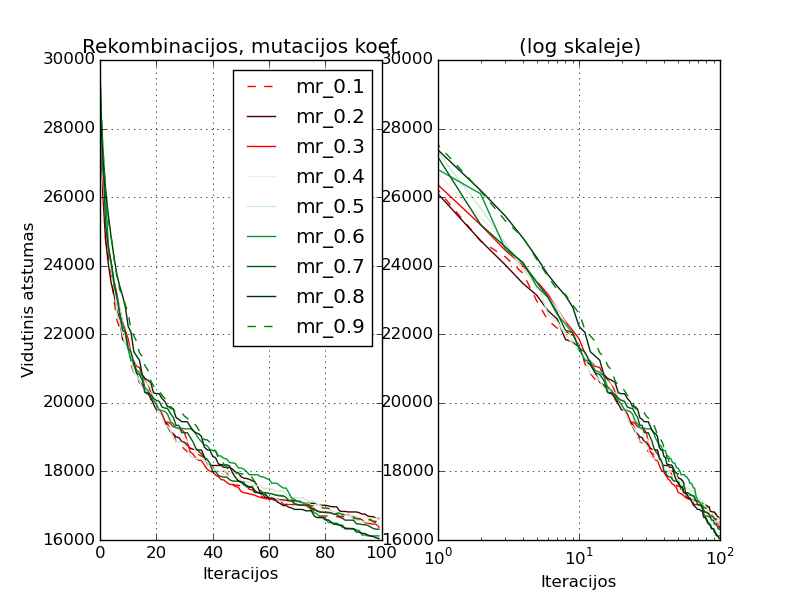 Rekombinacijos, mutacijos koef.
(log skaleje)
30000
28000
26000
24000
22000
20000
18000
16000
Vidutinis atstumas
mr_0.1
mr_0.2
mr_0.3
mr_0.4
mr_0.5
mr_0.6
mr_0.7
mr_0.8
mr_0.9
0 20 40 60 80 100
Iteracijos
30000
28000
26000
24000
22000
20000
18000
16000
10^0 10^1 10^2
Iteracijos